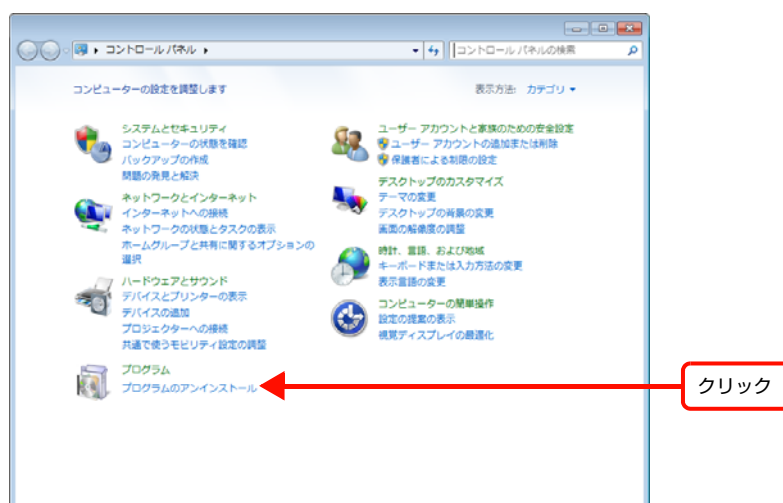 コントロール パネル
コントロール パネルの検索
コンピューターの設定を調整します
表示方法: カテゴリ
システムとセキュリティ
コンピューターの状態を確認
バックアップの作成
問題の発見と解決
ネットワークとインターネット
インターネットへの接続
ネットワークの状態とタスクの表示
ホームグループと共有に関するオプションの
選択
ハードウェアとサウンド
デバイスとプリンターの表示
デバイスの追加
プロジェクターへの接続
共通で使うモビリティ設定の調整
プログラム
プログラムのアンインストール
ユーザー アカウントと家族のための安全設定
ユーザー アカウントの追加または削除
保護者による制限の設定
デスクトップのカスタマイズ
テーマの変更
デスクトップの背景の変更
画面の解像度の調整
時計、言語、および地域
キーボードまたは入力方法の変更
表示言語の変更
コンピューターの簡単操作
設定の提案の表示
視覚ディスプレイの最適化
クリック